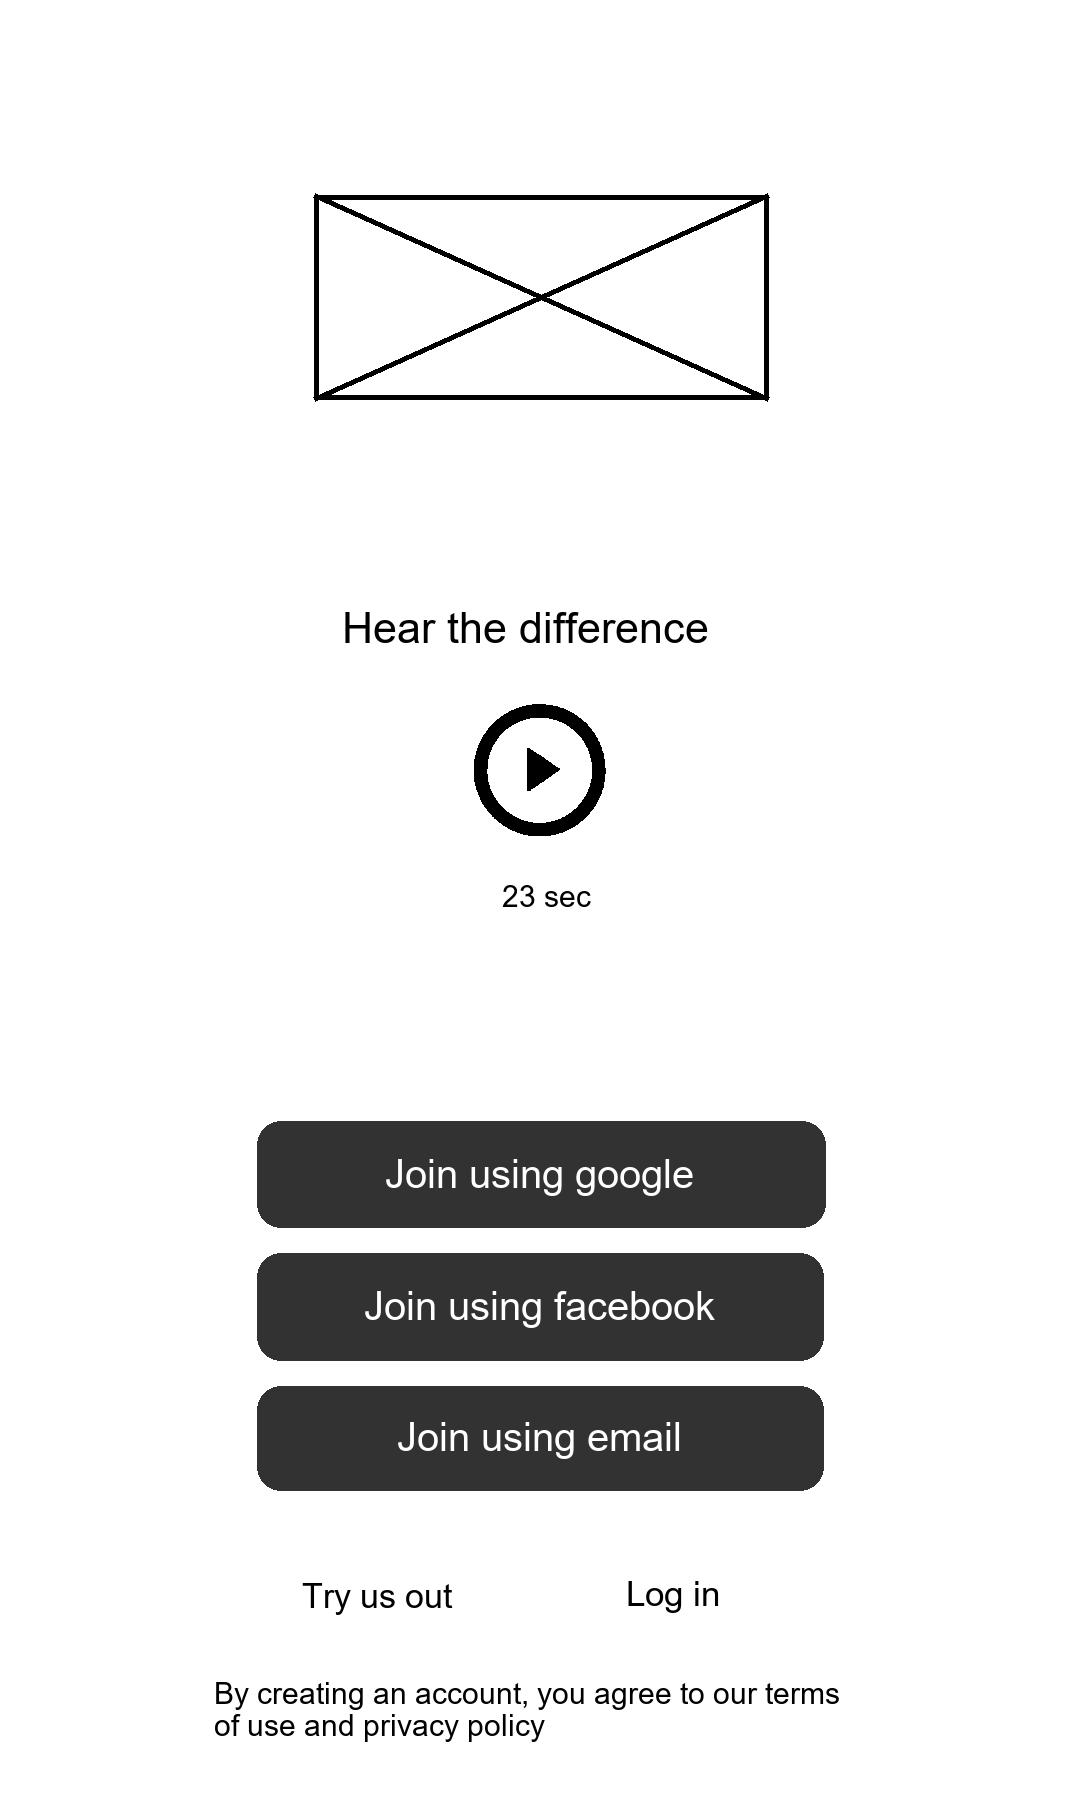 Hear the difference
23 sec
Join using google
Join using facebook
Join using email
Try us out
Log in
By creating an account, you agree to our terms
of use and privacy policy